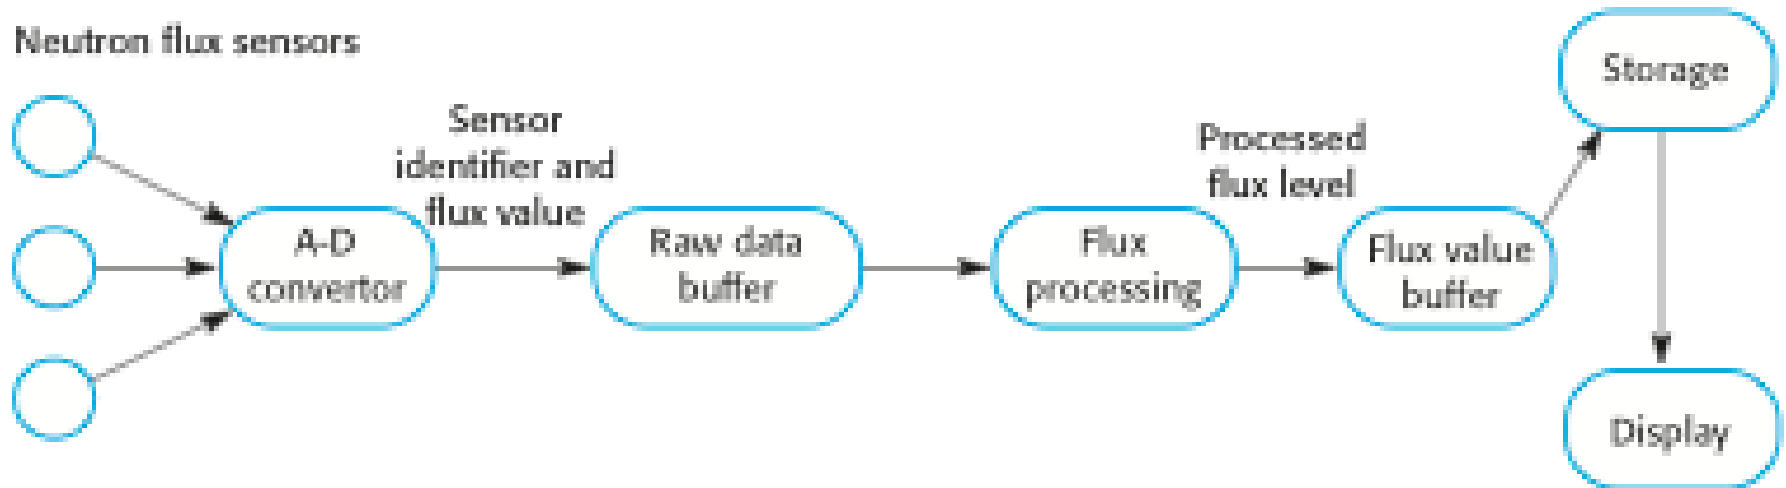 Neutron flux sensors
Sensor
identifier and
flux value
A-D
convertor
Raw data
buffer
Flux
processing
Processed
flux level
Flux value
buffer
Storage
Display